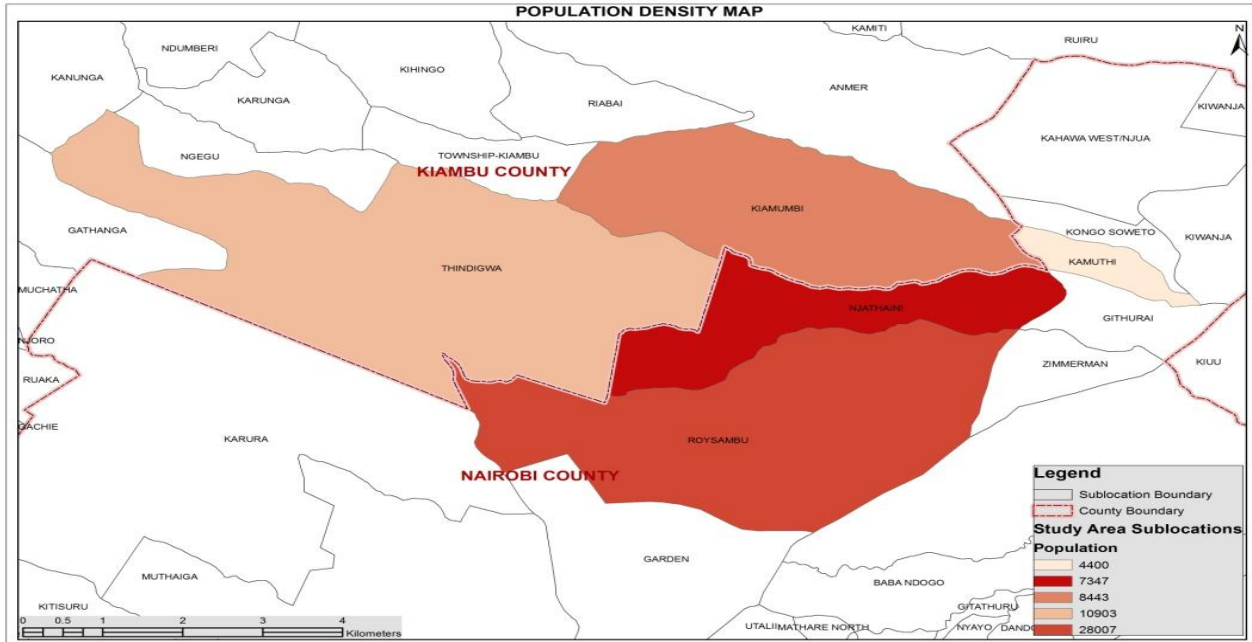 POPULATION DENSITY MAP
N
KAMITI
RUIRU
NDUMBERI
KIHINGO
KANUNGA
ANMER
KARUNGA
RIABAI
KIWANJA
KAHAWA WEST/NJUA
NGEGU
TOWNSHIP-KIAMBU
KIAMBU COUNTY
KIAMUMBI
GATHANGA
KONGO SOWETO
KIWANJA
KAMUTHI
THINDIGWA
MUCHATHA
NJATHAINI
GITHURAI
NJORO
ZIMMERMAN
KIUU
RUAKA
GACHIE
KARURA
ROYSAMBU
NAIROBI COUNTY
Legend
Sublocation Boundary
County Boundary
Study Area Sublocations
Population
4400
7347
8443
10903
28007
GARDEN
MUTHAIGA
BABA NDOGO
KITISURU
GITATHURU
UTALII
MATHARE NORTH
NYAYO
DANDO
0 0.5 1 2 3 4
Kilometers